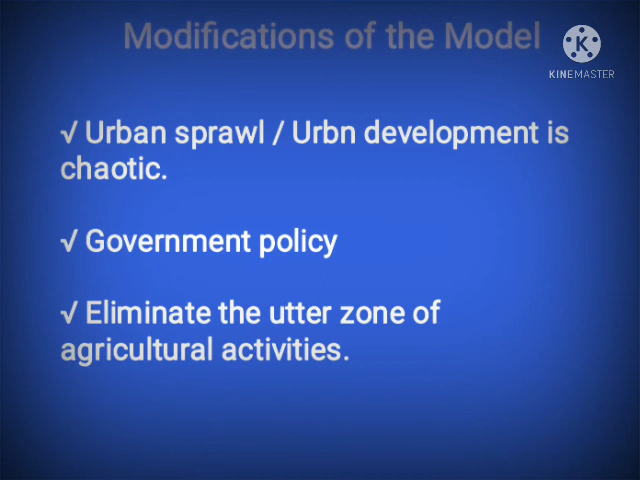 Modifications of the Model
K
KINEMASTER
√ Urban sprawl / Urbn development is
chaotic.
√ Government policy
√ Eliminate the utter zone of
agricultural activities.